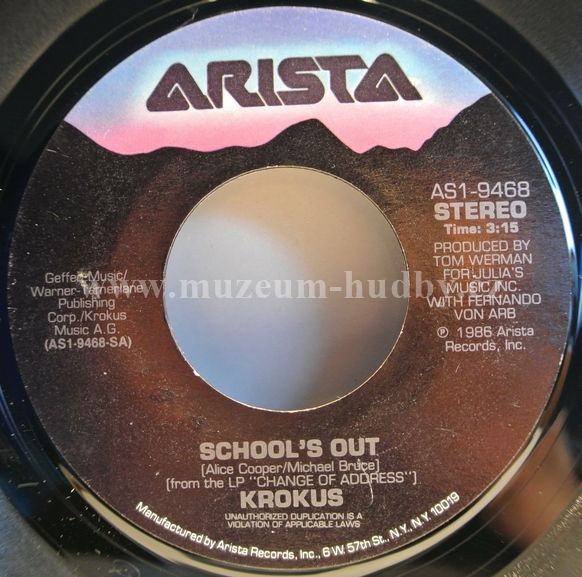 ARISTA
AS1-9468
STEREO
Time: 3:15
PRODUCED BY
TOM WERMAN
FOR JULIA'S
MUSIC INC.
WITH FERNANDO
VON ARB
℗ 1986 Arista
Records, Inc.
Geffen Music/
Warner-Tamerlane
Publishing
Corp./Krokus
Music A.G.
(AS1-9468-SA)
www.muzeum-hudby
SCHOOL'S OUT
(Alice Cooper/Michael Bruce)
(from the LP "CHANGE OF ADDRESS")
KROKUS
UNAUTHORIZED DUPLICATION IS A
VIOLATION OF APPLICABLE LAWS
Manufactured by Arista Records, Inc., 6 W. 57th St., N.Y., N.Y. 10019